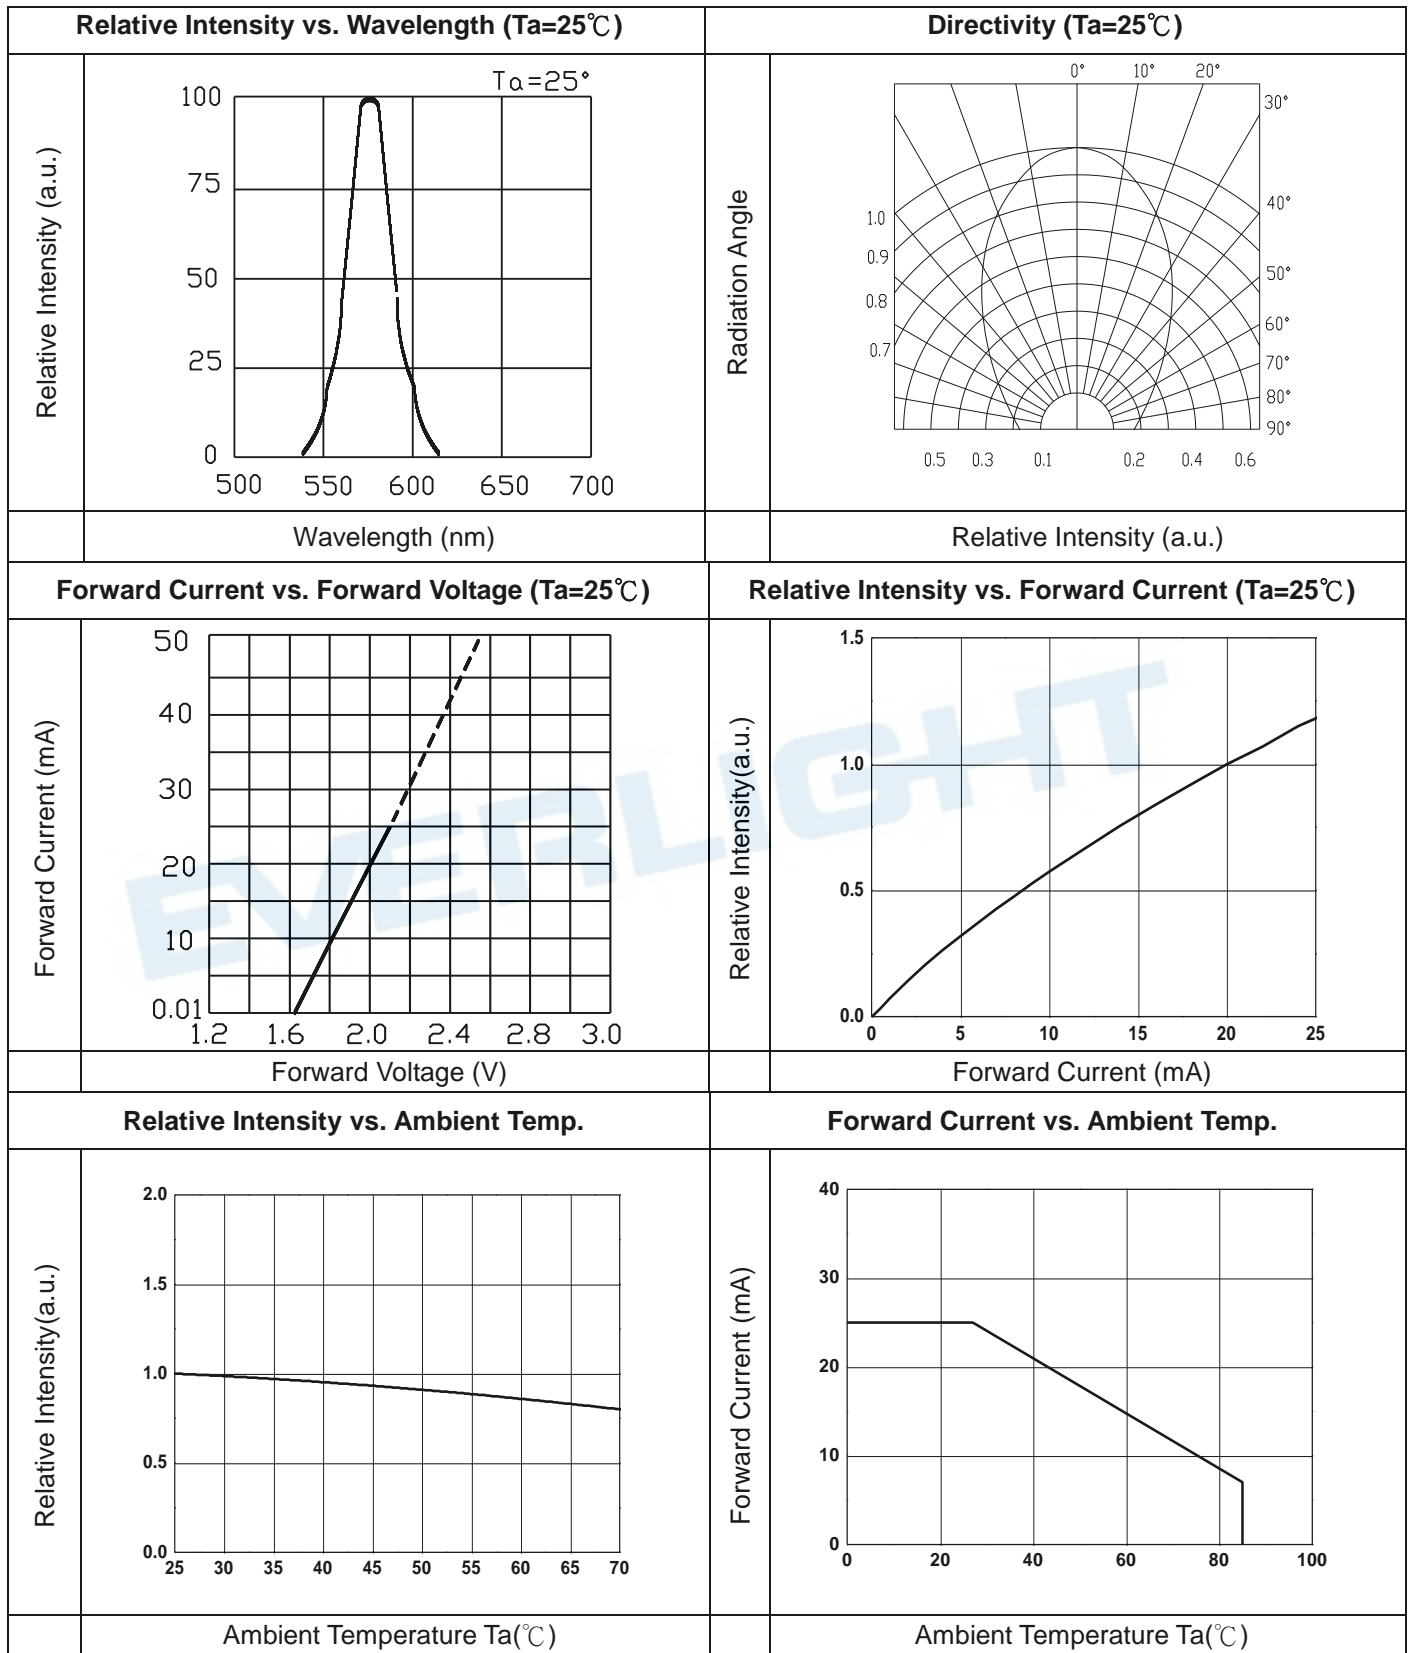 Relative Intensity vs. Wavelength (Ta=25℃)
Directivity (Ta=25℃)
Relative Intensity (a.u.)
Ta=25°
100
75
50
25
0
500 550 600 650 700
Wavelength (nm)
Radiation Angle
0° 10° 20°
30°
40°
50°
60°
70°
80°
90°
1.0
0.9
0.8
0.7
0.5 0.3 0.1 0.2 0.4 0.6
Relative Intensity (a.u.)
Forward Current vs. Forward Voltage (Ta=25℃)
Relative Intensity vs. Forward Current (Ta=25℃)
Forward Current (mA)
50
40
30
20
10
0.01
1.2 1.6 2.0 2.4 2.8 3.0
Forward Voltage (V)
Relative Intensity(a.u.)
1.5
1.0
0.5
0.0
0 5 10 15 20 25
Forward Current (mA)
EVERLIGHT
Relative Intensity vs. Ambient Temp.
Forward Current vs. Ambient Temp.
Relative Intensity(a.u.)
2.0
1.5
1.0
0.5
0.0
25 30 35 40 45 50 55 60 65 70
Ambient Temperature Ta(℃)
Forward Current (mA)
40
30
20
10
0
0 20 40 60 80 100
Ambient Temperature Ta(℃)